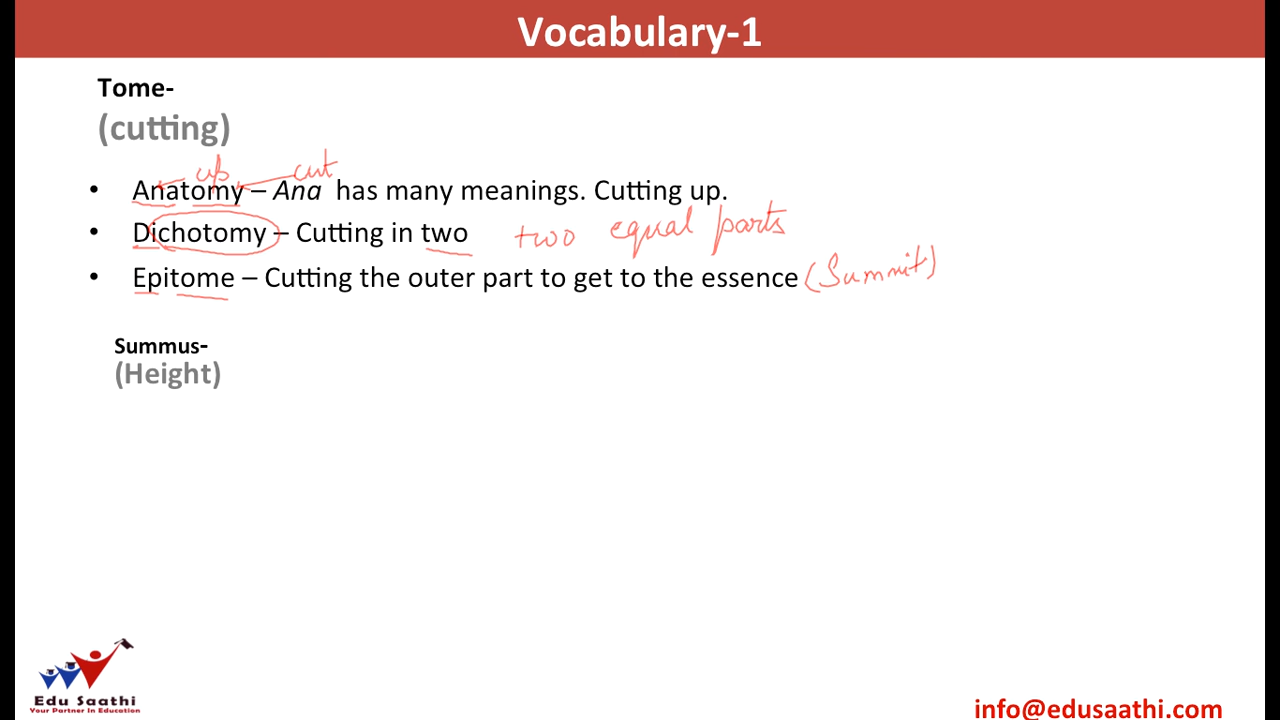 Vocabulary-1
Tome-
(cutting)
up cut
• Anatomy – Ana has many meanings. Cutting up.
• Dichotomy – Cutting in two two equal parts
• Epitome – Cutting the outer part to get to the essence (Summit)
Summus-
(Height)
Edu Saathi
Your Partner In Education
info@edusaathi.com